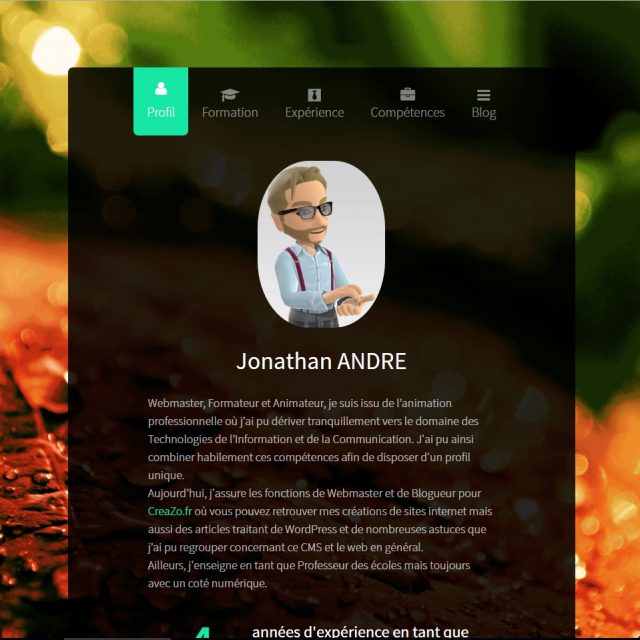 Profil
Formation
Expérience
Compétences
Blog
Jonathan ANDRE
Webmaster, Formateur et Animateur, je suis issu de l'animation
professionnelle où j'ai pu dériver tranquillement vers le domaine des
Technologies de l'Information et de la Communication. J'ai pu ainsi
combiner habilement ces compétences afin de disposer d'un profil
unique.
Aujourd'hui, j'assure les fonctions de Webmaster et de Blogueur pour
CreaZo.fr où vous pouvez retrouver mes créations de sites internet mais
aussi des articles traitant de WordPress et de nombreuses astuces que
j'ai pu regrouper concernant ce CMS et le web en général.
Ailleurs, j'enseigne en tant que Professeur des écoles mais toujours
avec un coté numérique.
années d'expérience en tant que